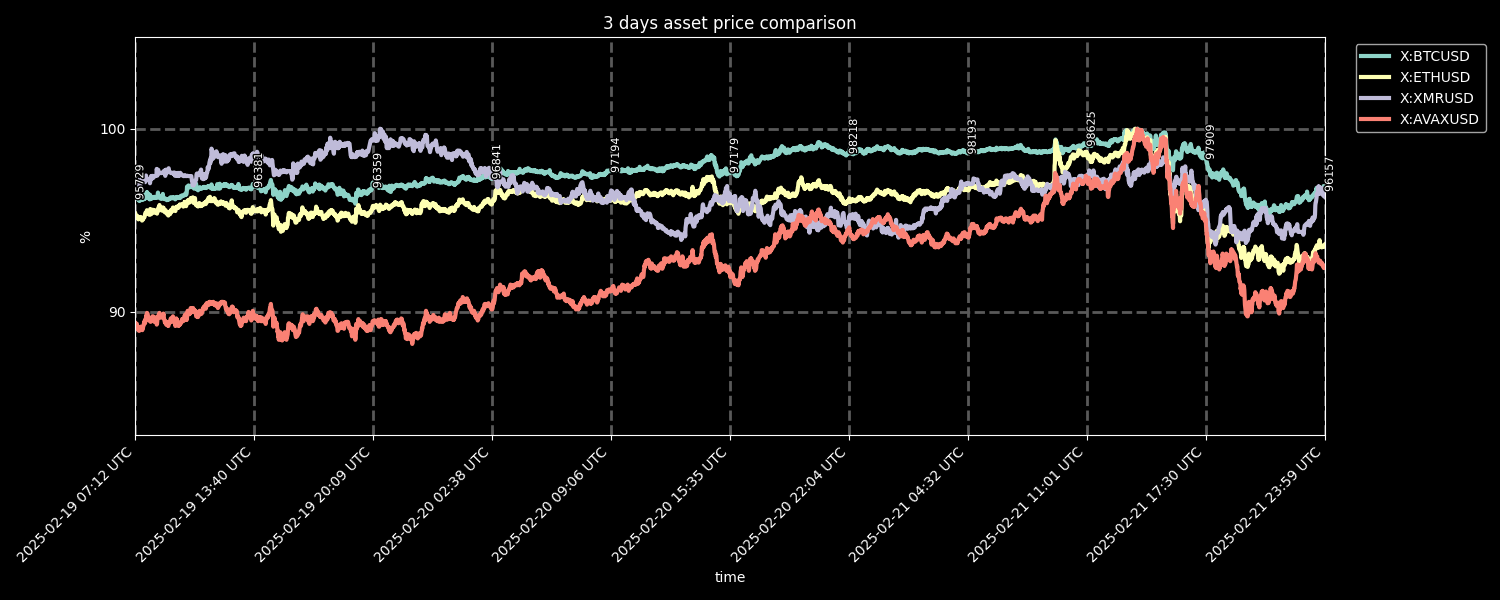 3 days asset price comparison
X:BTCUSD
X:ETHUSD
X:XMRUSD
X:AVAXUSD
100
90
%
95729
96381
96359
96841
97194
97179
98218
98193
98625
97909
96157
2025-02-19 07:12 UTC
2025-02-19 13:40 UTC
2025-02-19 20:09 UTC
2025-02-20 02:38 UTC
2025-02-20 09:06 UTC
2025-02-20 15:35 UTC
2025-02-20 22:04 UTC
2025-02-21 04:32 UTC
2025-02-21 11:01 UTC
2025-02-21 17:30 UTC
2025-02-21 23:59 UTC
time